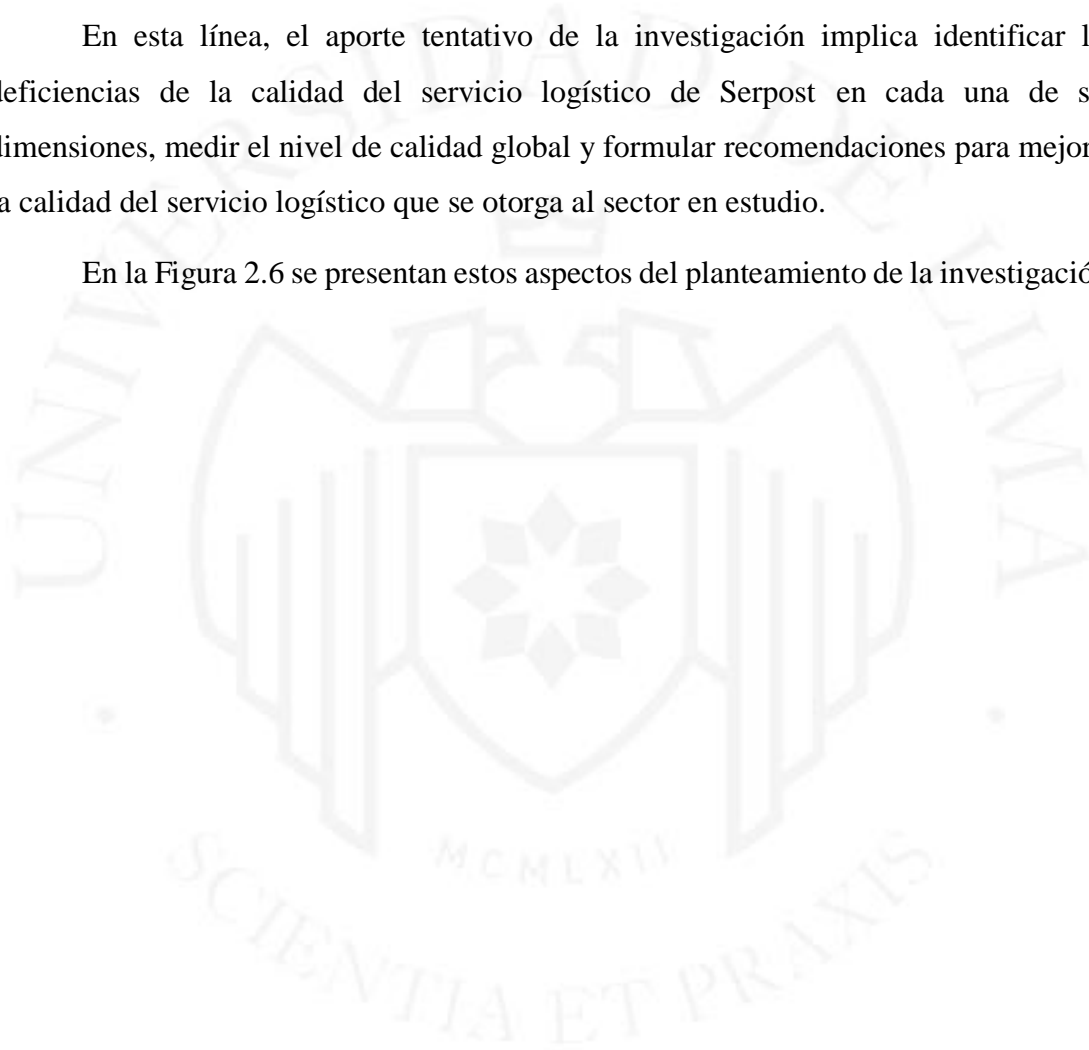 En esta línea, el aporte tentativo de la investigación implica identificar l
deficiencias de la calidad del servicio logístico de Serpost en cada una de s
dimensiones, medir el nivel de calidad global y formular recomendaciones para mejor
a calidad del servicio logístico que se otorga al sector en estudio.
En la Figura 2.6 se presentan estos aspectos del planteamiento de la investigació
UNIVERSIDAD DE LIMA
MCMLXII
SCIENTIA ET PRAXIS